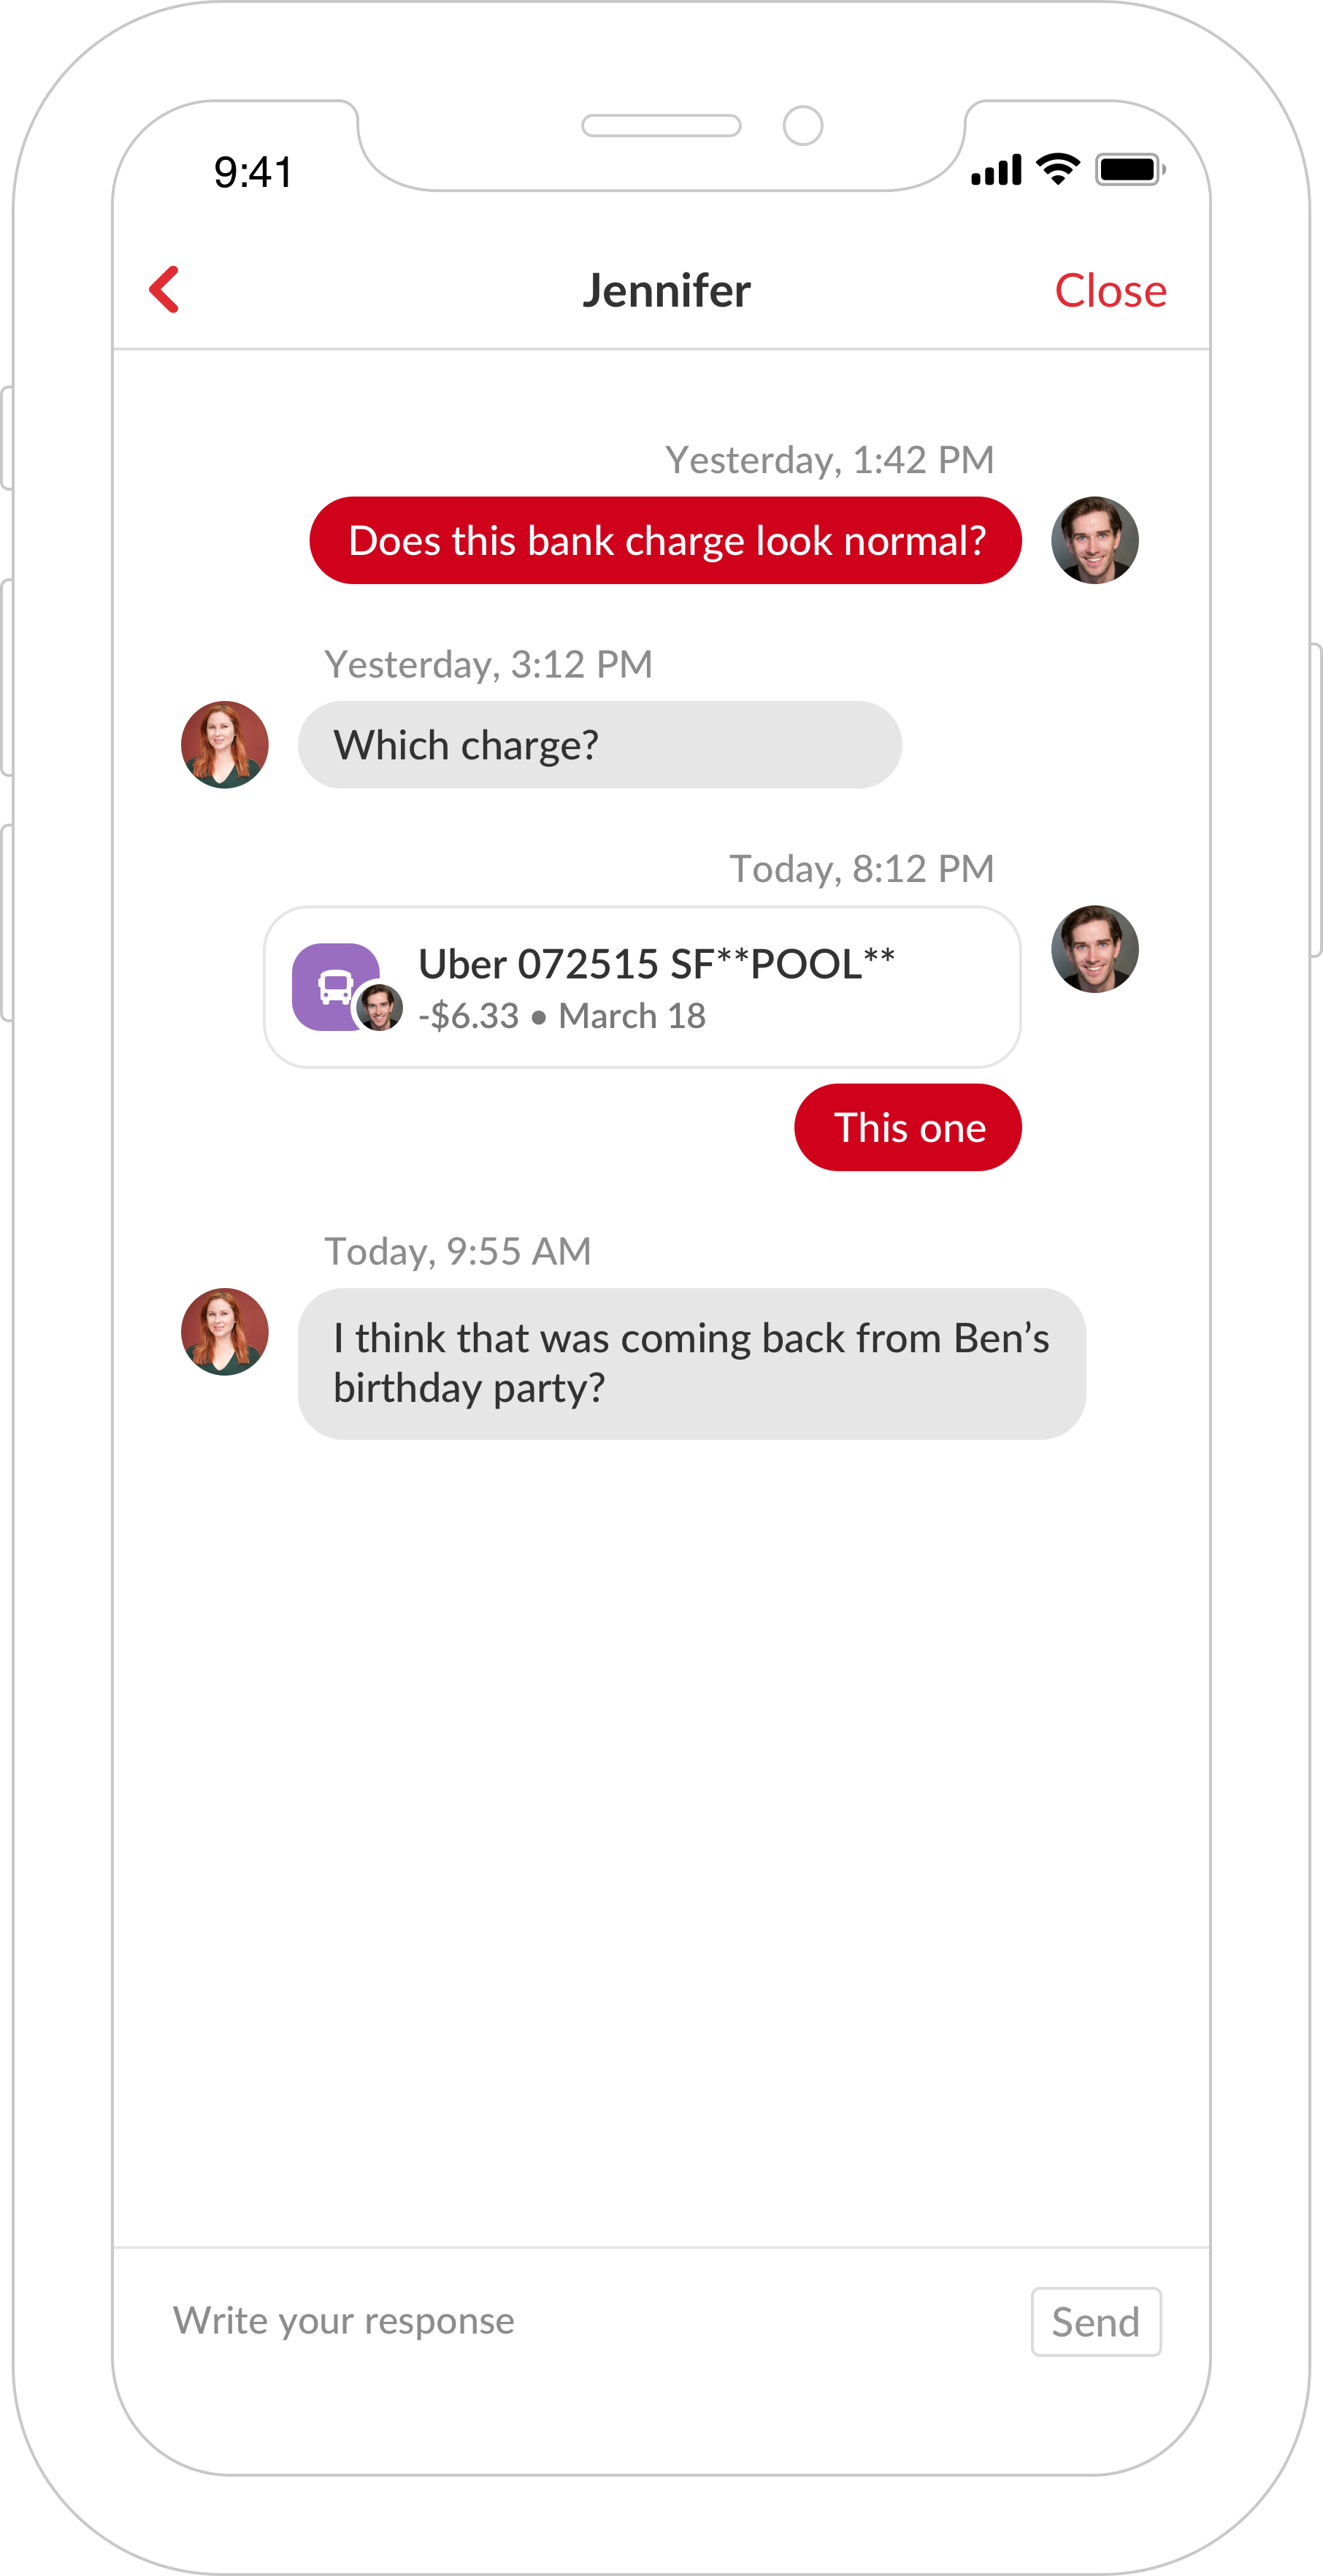 9:41
Jennifer
Close
Yesterday, 1:42 PM
Does this bank charge look normal?
Yesterday, 3:12 PM
Which charge?
Today, 8:12 PM
Uber 072515 SF**POOL**
-$6.33 • March 18
This one
Today, 9:55 AM
I think that was coming back from Ben’s
birthday party?
Write your response
Send